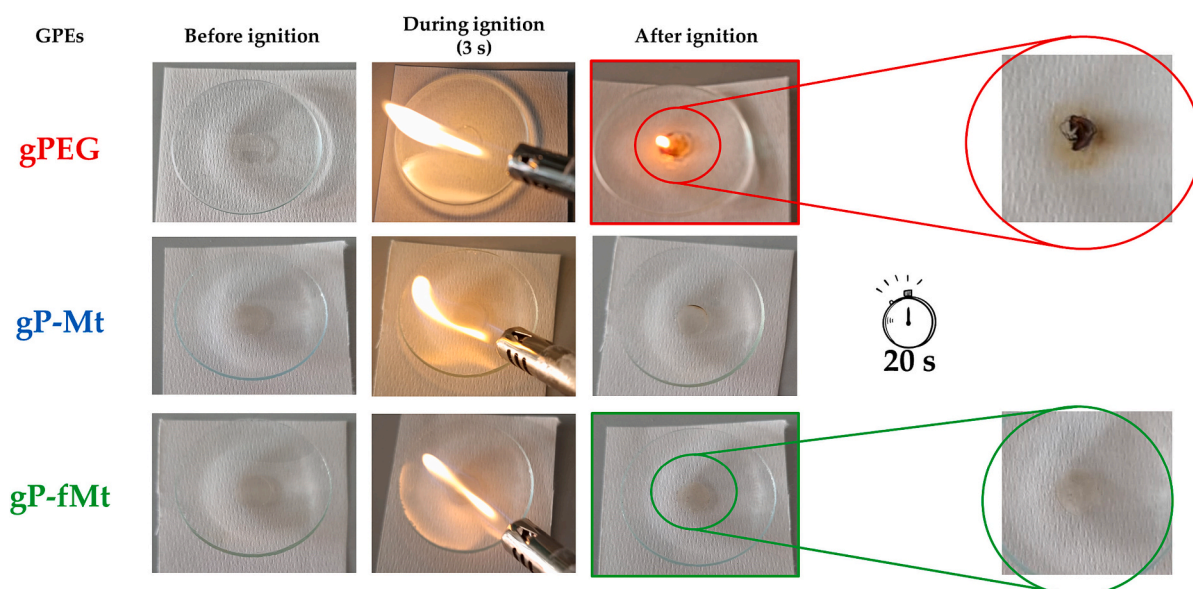 GPEs
Before ignition
During ignition
(3 s)
After ignition
gPEG
gP-Mt
20 s
gP-fMt